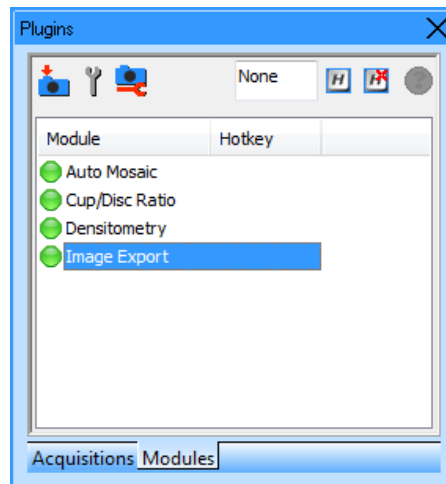 Plugins
None H H
Module Hotkey
Auto Mosaic
Cup/Disc Ratio
Densitometry
Image Export
Acquisitions Modules